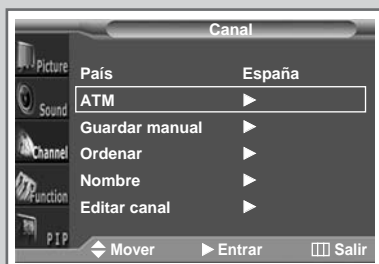 Canal
Picture
Sound
Channel
Function
PIP
País España
ATM
Guardar manual
Ordenar
Nombre
Editar canal
Mover Entrar Salir